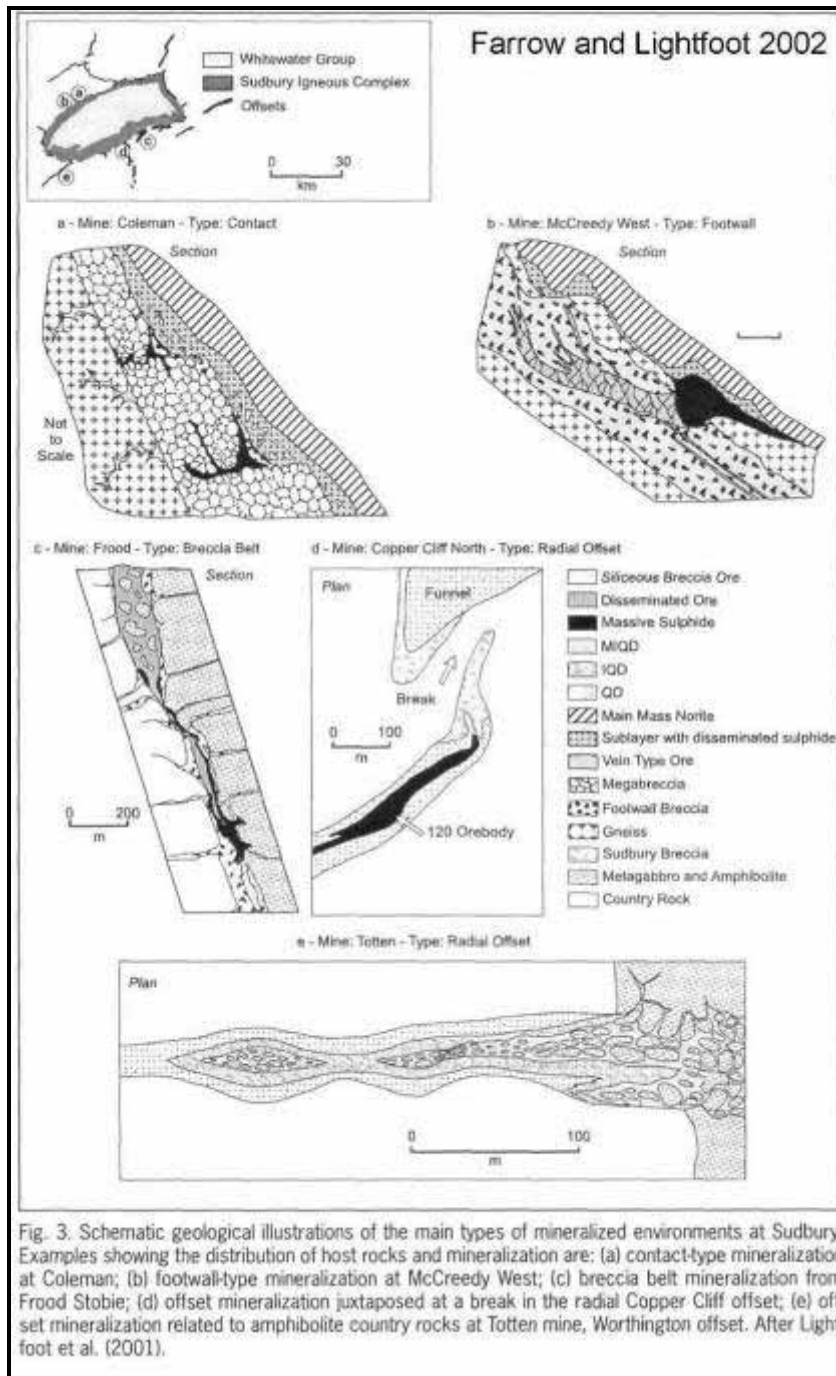 Farrow and Lightfoot 2002
Whitewater Group
Sudbury Igneous Complex
Offsets
b
a
c
d
e
0 30
km
a - Mine: Coleman - Type: Contact
Section
Not
to
Scale
b - Mine: McCreedy West - Type: Footwall
Section
c - Mine: Frood - Type: Breccia Belt
Section
0 200
m
d - Mine: Copper Cliff North - Type: Radial Offset
Plan
Funnel
Break
0 100
m
120 Orebody
Siliceous Breccia Ore
Disseminated Ore
Massive Sulphide
MIQD
IQD
QD
Main Mass Norite
Sublayer with disseminated sulphide
Vein Type Ore
Megabreccia
Footwall Breccia
Gneiss
Sudbury Breccia
Metagabbro and Amphibolite
Country Rock
e - Mine: Totten - Type: Radial Offset
Plan
0 100
m
Fig. 3. Schematic geological illustrations of the main types of mineralized environments at Sudbury
Examples showing the distribution of host rocks and mineralization are: (a) contact-type mineralization
at Coleman; (b) footwall-type mineralization at McCreedy West; (c) breccia belt mineralization from
Frood Stobie; (d) offset mineralization juxtaposed at a break in the radial Copper Cliff offset; (e) off
set mineralization related to amphibolite country rocks at Totten mine, Worthington offset. After Light
foot et al. (2001).